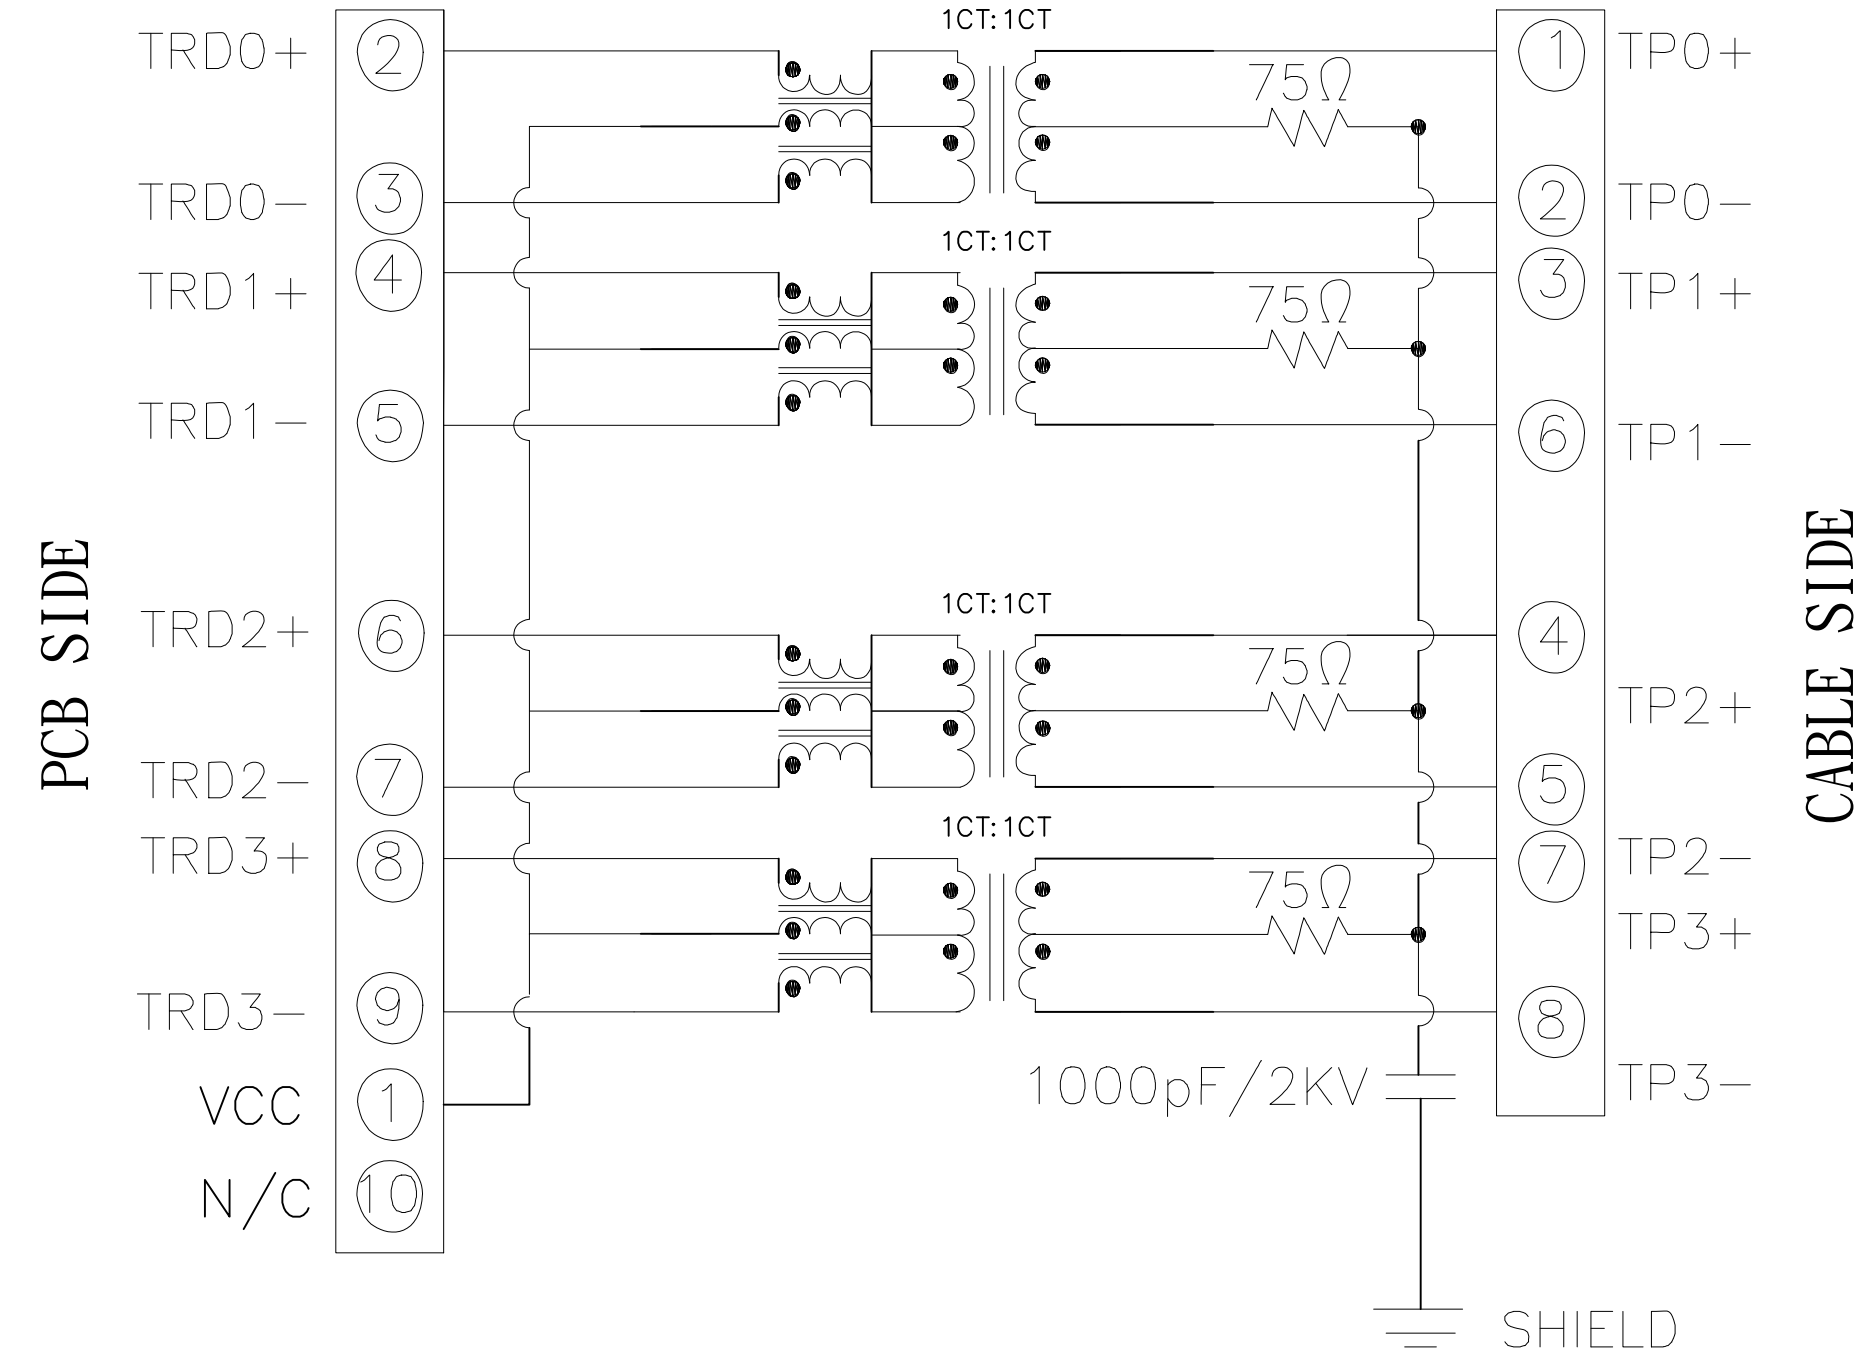 1CT:1CT
TRD0+ 2 1 TP0+
75Ω
TRD0- 3 2 TP0-
1CT:1CT
TRD1+ 4 3 TP1+
75Ω
TRD1- 5 6 TP1-
PCB SIDE
CABLE SIDE
1CT:1CT
TRD2+ 6 4
75Ω
TP2+
TRD2- 7 5
1CT:1CT
TRD3+ 8 7 TP2-
75Ω
TP3+
TRD3- 9 8
1000pF/2KV
TP3-
VCC 1
N/C 10
SHIELD